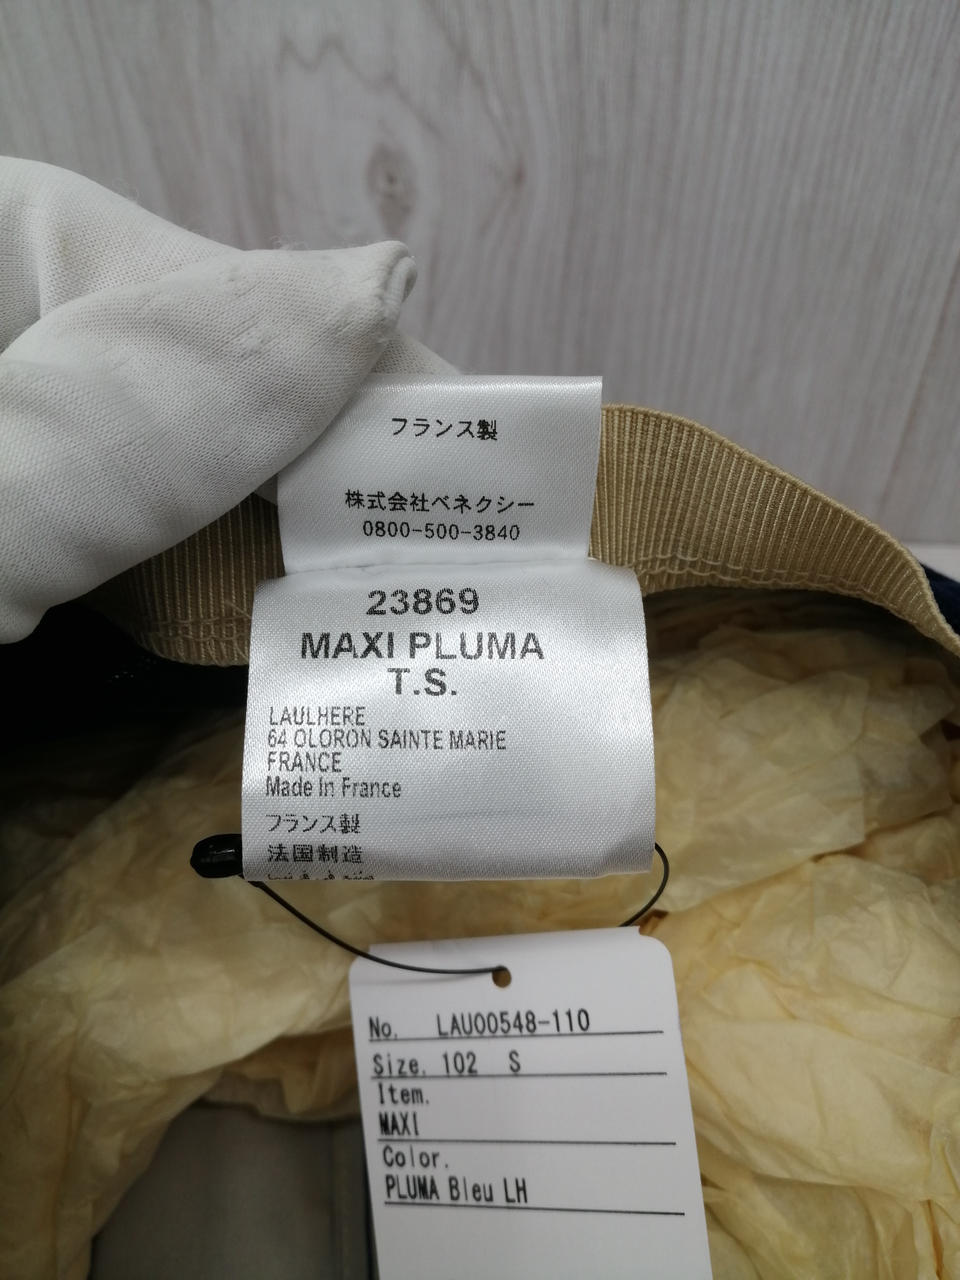 フランス製
株式会社ベネクシー
0800-500-3840
23869
MAXI PLUMA
T.S.
LAULHERE
64 OLORON SAINTE MARIE
FRANCE
Made In France
フランス製
法国制造
No. LAU00548-110
Size. 102 S
Item.
MAXI
Color.
PLUMA Bleu LH